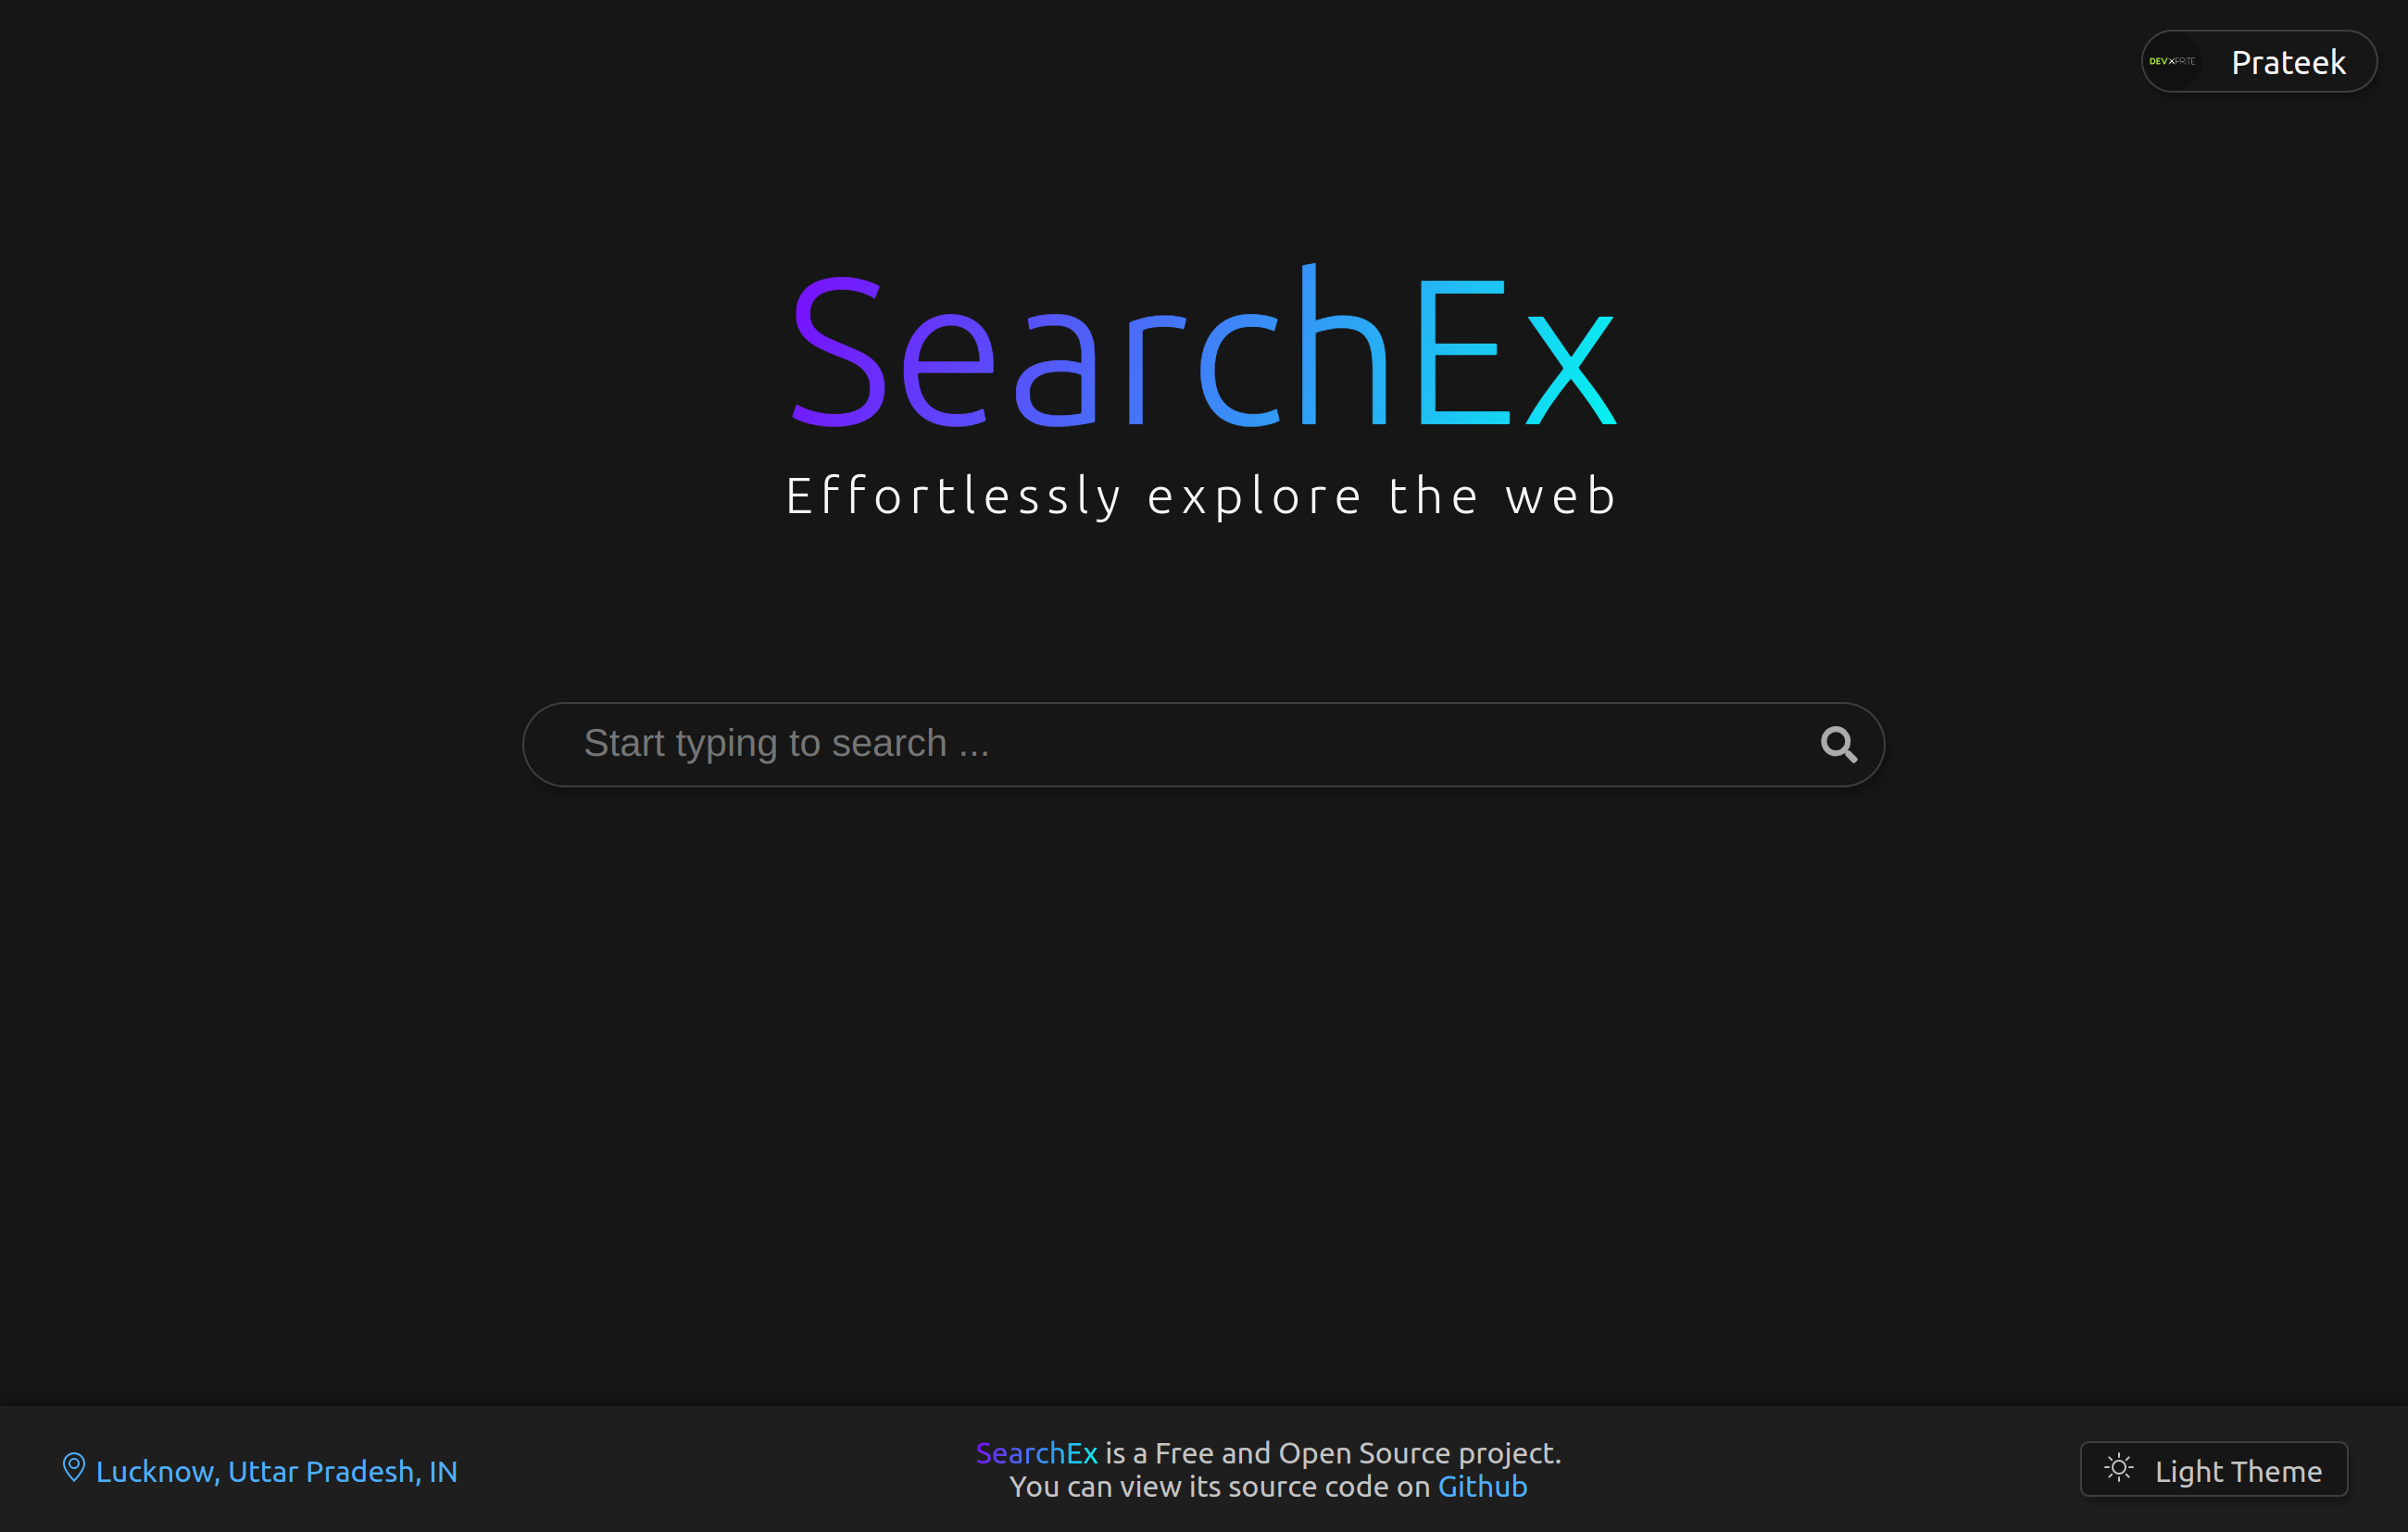 DEVXPRITE
Prateek
SearchEx
Effortlessly explore the web
Start typing to search ...
Lucknow, Uttar Pradesh, IN
SearchEx is a Free and Open Source project.
You can view its source code on Github
Light Theme